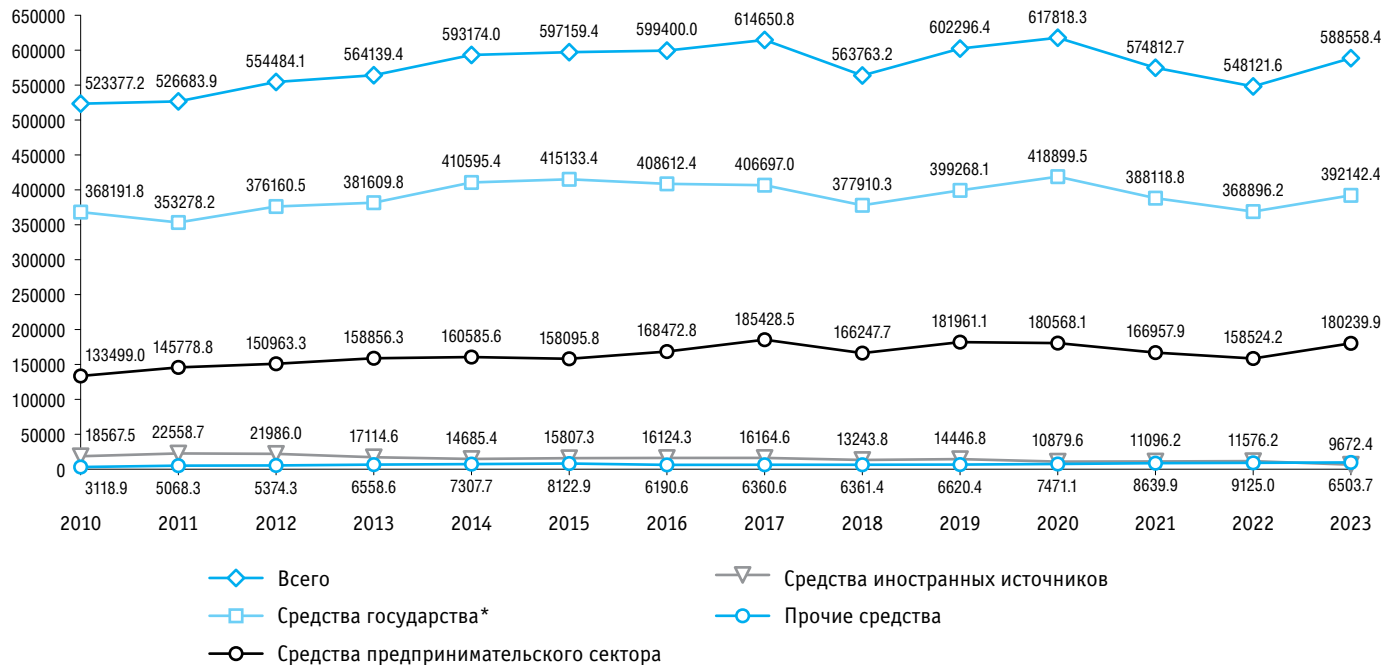 650000
600000
550000
500000
450000
400000
350000
300000
250000
200000
150000
100000
50000
0
523377.2 526683.9 554484.1 564139.4 593174.0 597159.4 599400.0 614650.8 563763.2 602296.4 617818.3 574812.7 548121.6 588558.4
368191.8 353278.2 376160.5 381609.8 410595.4 415133.4 408612.4 406697.0 377910.3 399268.1 418899.5 388118.8 368896.2 392142.4
133499.0 145778.8 150963.3 158856.3 160585.6 158095.8 168472.8 185428.5 166247.7 181961.1 180568.1 166957.9 158524.2 180239.9
18567.5 22558.7 21986.0 17114.6 14685.4 15807.3 16124.3 16164.6 13243.8 14446.8 10879.6 11096.2 11576.2 9672.4
3118.9 5068.3 5374.3 6558.6 7307.7 8122.9 6190.6 6360.6 6361.4 6620.4 7471.1 8639.9 9125.0 6503.7
2010 2011 2012 2013 2014 2015 2016 2017 2018 2019 2020 2021 2022 2023
Всего
Средства государства*
Средства предпринимательского сектора
Средства иностранных источников
Прочие средства